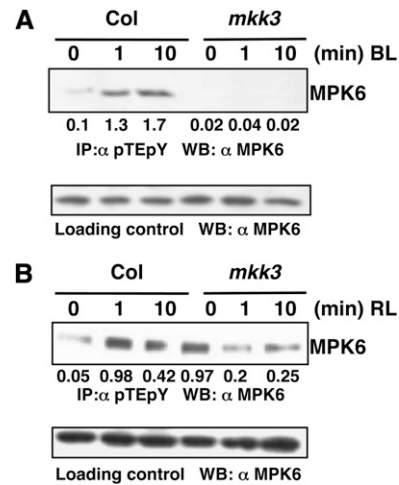 A
Col mkk3
0 1 10 0 1 10 (min) BL
MPK6
0.1 1.3 1.7 0.02 0.04 0.02
IP:α pTEpY WB: α MPK6
Loading control WB: α MPK6
B
Col mkk3
0 1 10 0 1 10 (min) RL
MPK6
0.05 0.98 0.42 0.97 0.2 0.25
IP:α pTEpY WB: α MPK6
Loading control WB: α MPK6